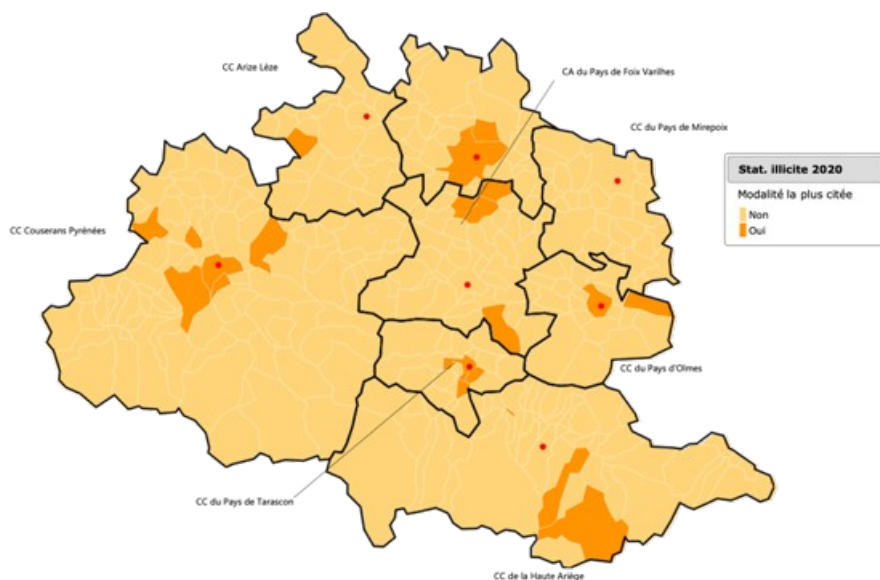 CC Arize Lèze
CA du Pays de Foix Varilhes
CC du Pays de Mirepoix
Stat. illicite 2020
Modalité la plus citée
Non
Oui
CC Couserans Pyrénées
CC du Pays d'Olmes
CC du Pays de Tarascon
CC de la Haute Ariège